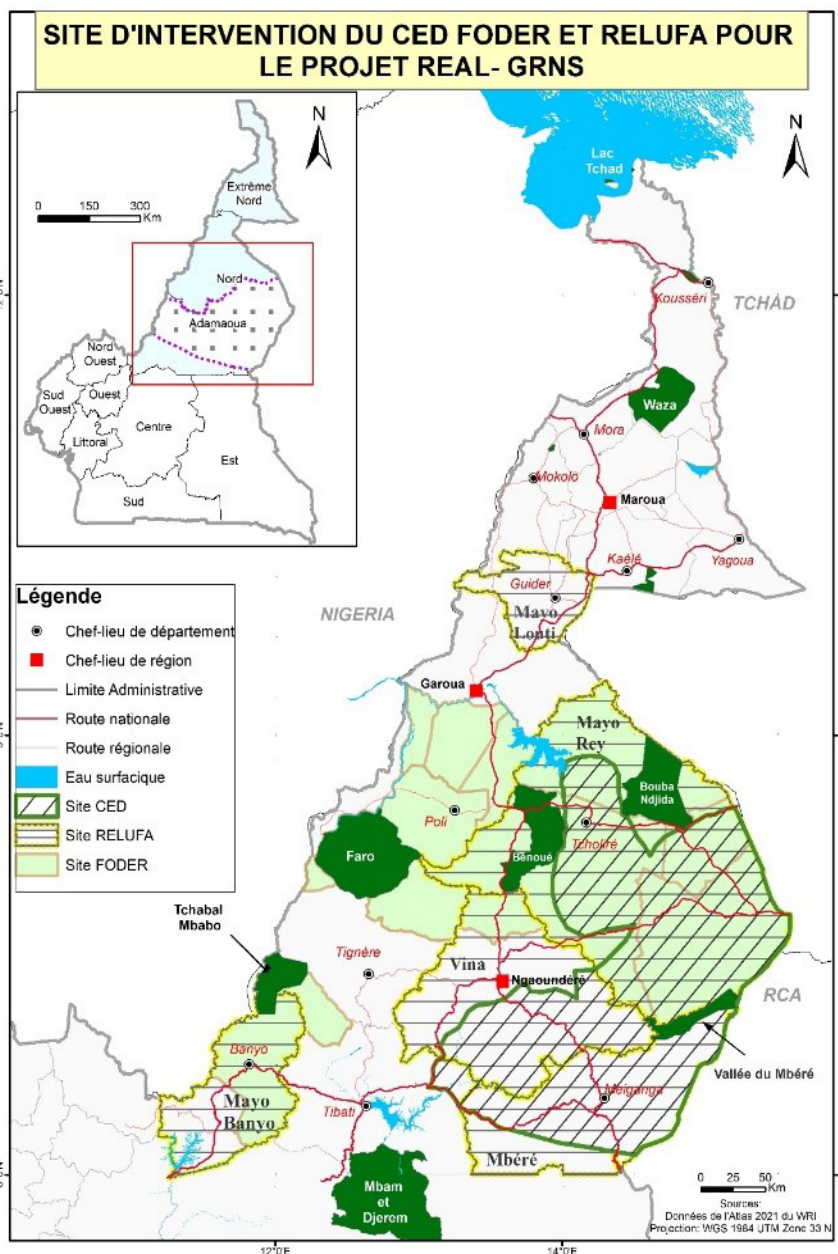 SITE D'INTERVENTION DU CED FODER ET RELUFA POUR
LE PROJET REAL- GRNS
N
0 150 300
Km
Extrême
Nord
Nord
Adamaoua
Nord
Ouest
Sud
Ouest
Ouest
Littoral
Centre
Est
Sud
N
Lac
Tchad
Kousséri
TCHAD
Waza
Mora
Mokolo
Maroua
Kaélé
Yagoua
Guider
Mayo
Lonti
NIGERIA
Garoua
Mayo
Rey
Bouba
Ndjida
Poli
Tcholiré
Bénoué
Faro
Tchabal
Mbabo
Tignère
Vina
Ngaoundéré
RCA
Vallée du Mbéré
Banyo
Mayo
Banyo
Tibati
Meiganga
Mbéré
Mbam
et
Djerem
Légende
Chef-lieu de département
Chef-lieu de région
Limite Administrative
Route nationale
Route régionale
Eau surfacique
Site CED
Site RELUFA
Site FODER
0 25 50
Km
Sources:
Données de l'Atlas 2021 du WRI
Projection: WGS 1984 UTM Zone 33 N
12°0'E
14°0'E